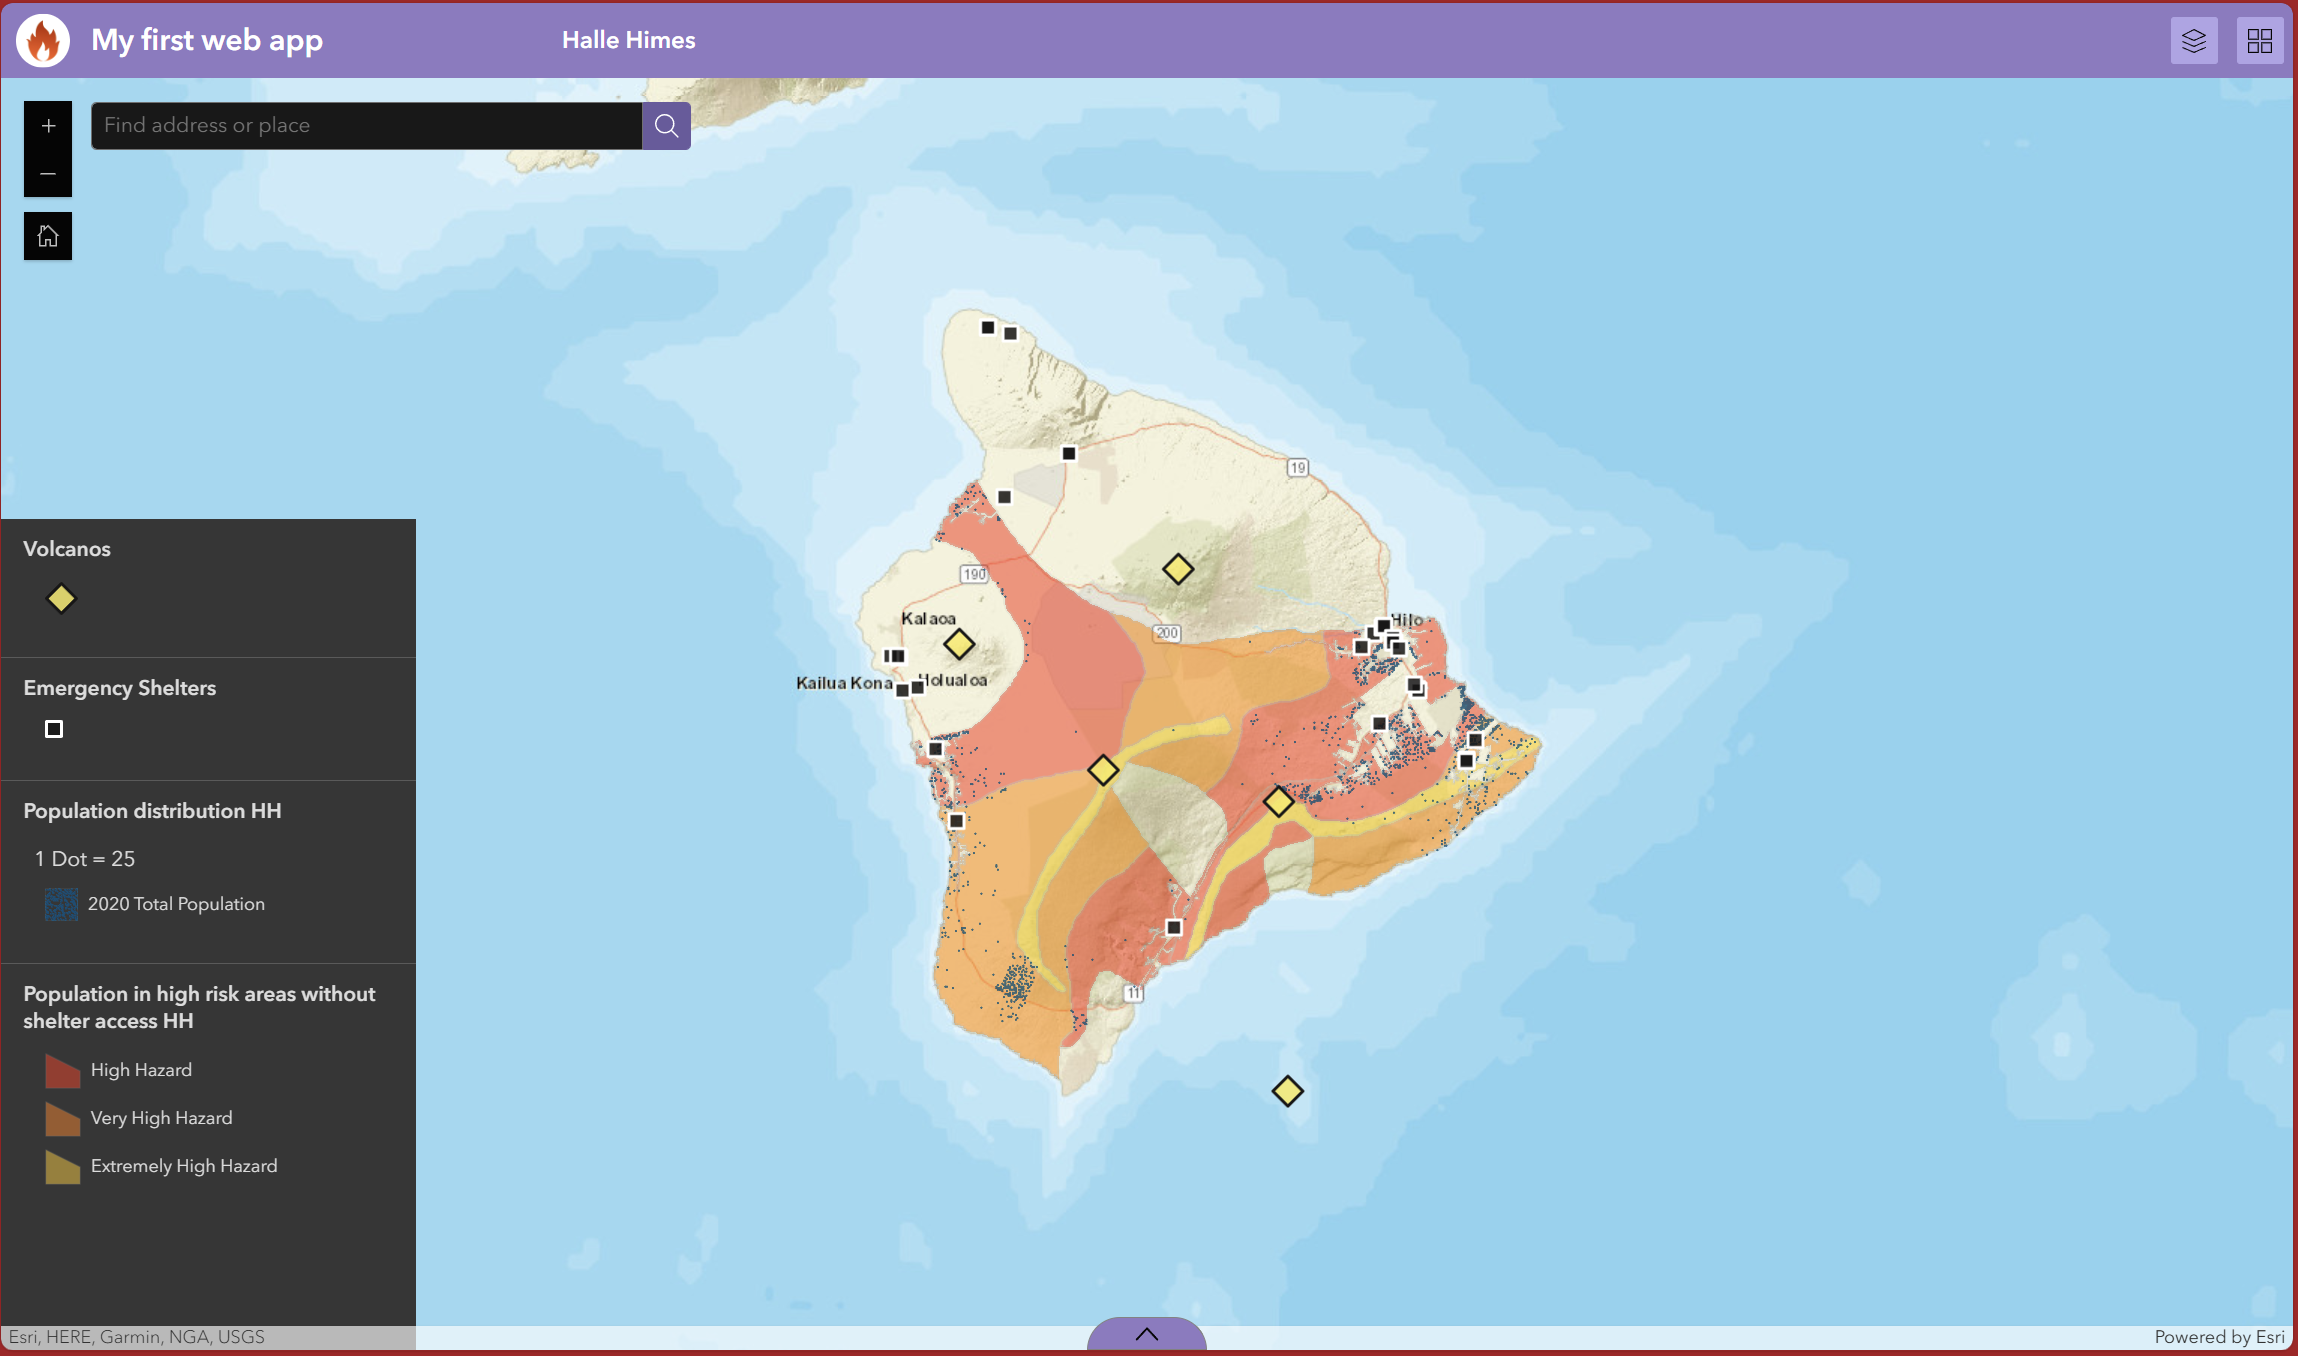 My first web app
Halle Himes
Find address or place
19
190
Kalaoa
200
Hilo
Kailua Kona
Holualoa
11
Volcanos
Emergency Shelters
Population distribution HH
1 Dot = 25
2020 Total Population
Population in high risk areas without
shelter access HH
High Hazard
Very High Hazard
Extremely High Hazard
Esri, HERE, Garmin, NGA, USGS
Powered by Esri